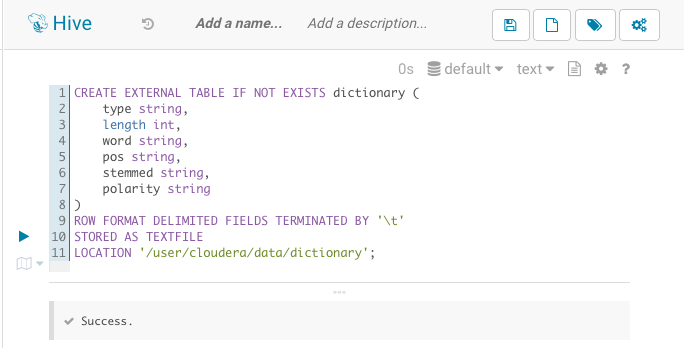 Hive Add a name... Add a description...
0s default text ?
1 CREATE EXTERNAL TABLE IF NOT EXISTS dictionary (
2     type string,
3     length int,
4     word string,
5     pos string,
6     stemmed string,
7     polarity string
8 )
9 ROW FORMAT DELIMITED FIELDS TERMINATED BY '\t'
10 STORED AS TEXTFILE
11 LOCATION '/user/cloudera/data/dictionary';
Success.